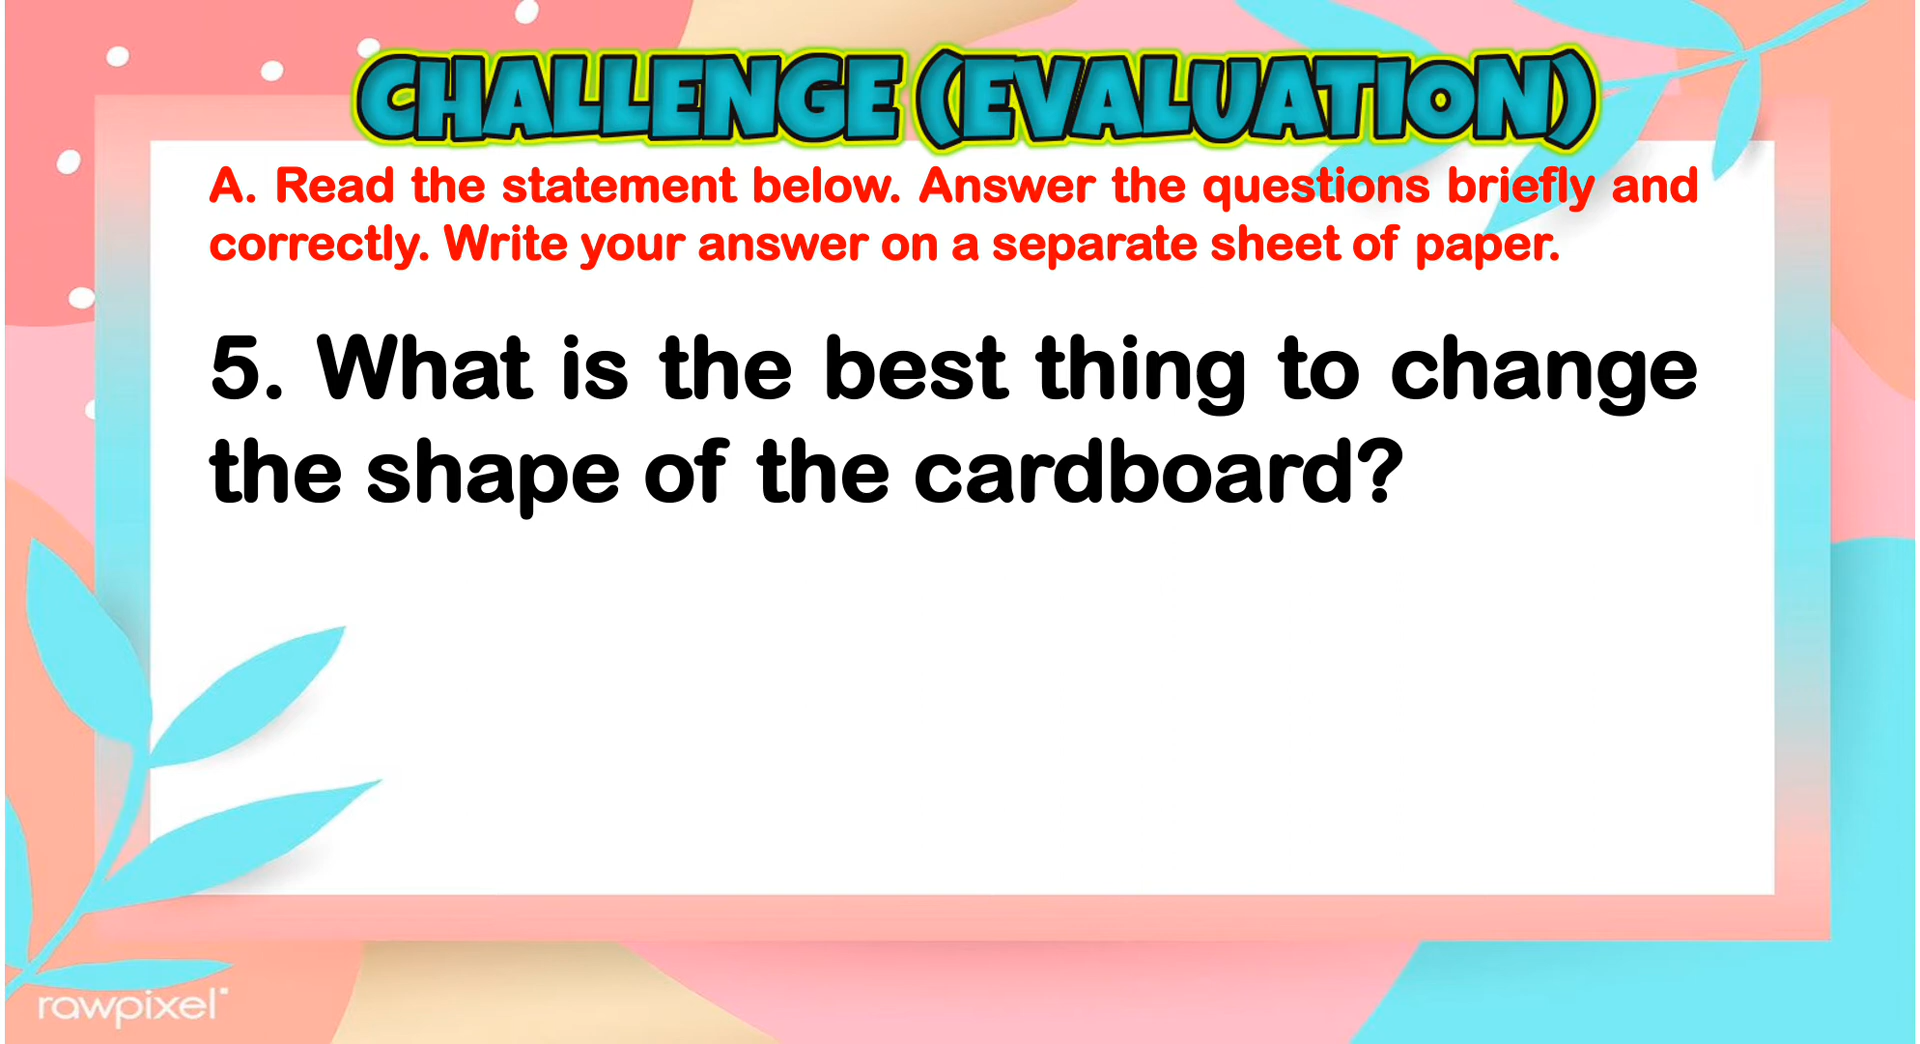 CHALLENGE (EVALUATION)
A. Read the statement below. Answer the questions briefly and
correctly. Write your answer on a separate sheet of paper.
5. What is the best thing to change
the shape of the cardboard?
rawpixel